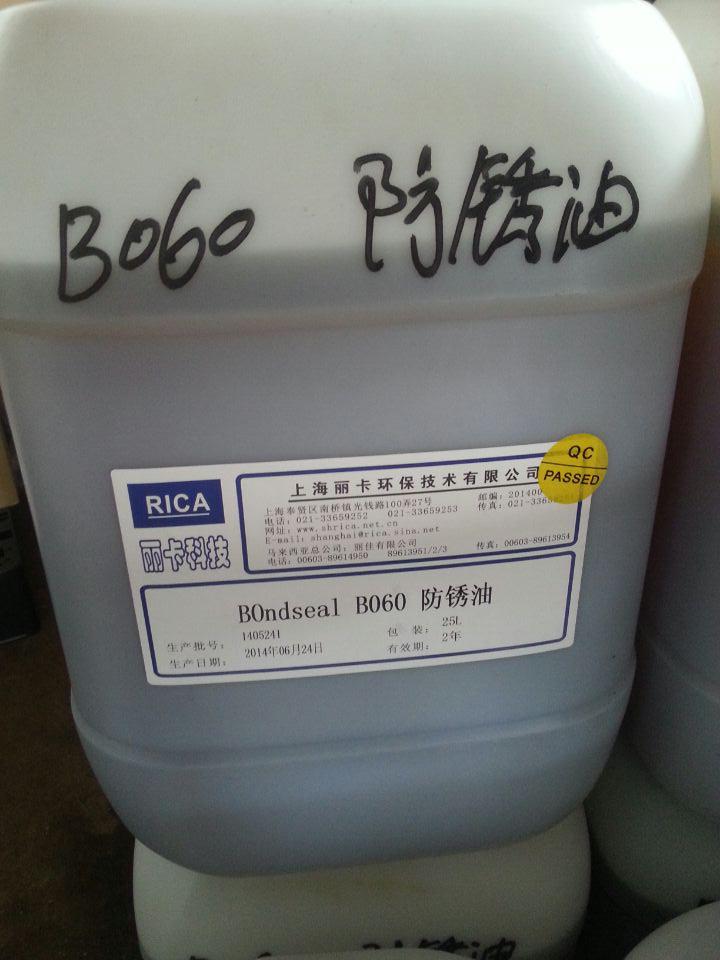 B060 防锈油
QC
PASSED
RICA
丽卡科技
上海丽卡环保技术有限公司
上海奉贤区南桥镇光钱路100弄27号 邮编:201400
电话:021-33659252 021-33659253 传真:021-336
网址:www.shrica.net.cn
E-mail:shanghai@rica.sina.net
马来西亚总公司:丽佳有限公司
电话:00603-89614950 89613951/2/3 传真:00603-89613954
BOndseal B060 防锈油
生产批号: 1405241 包 装: 25L
生产日期: 2014年06月24日 有效期: 2年